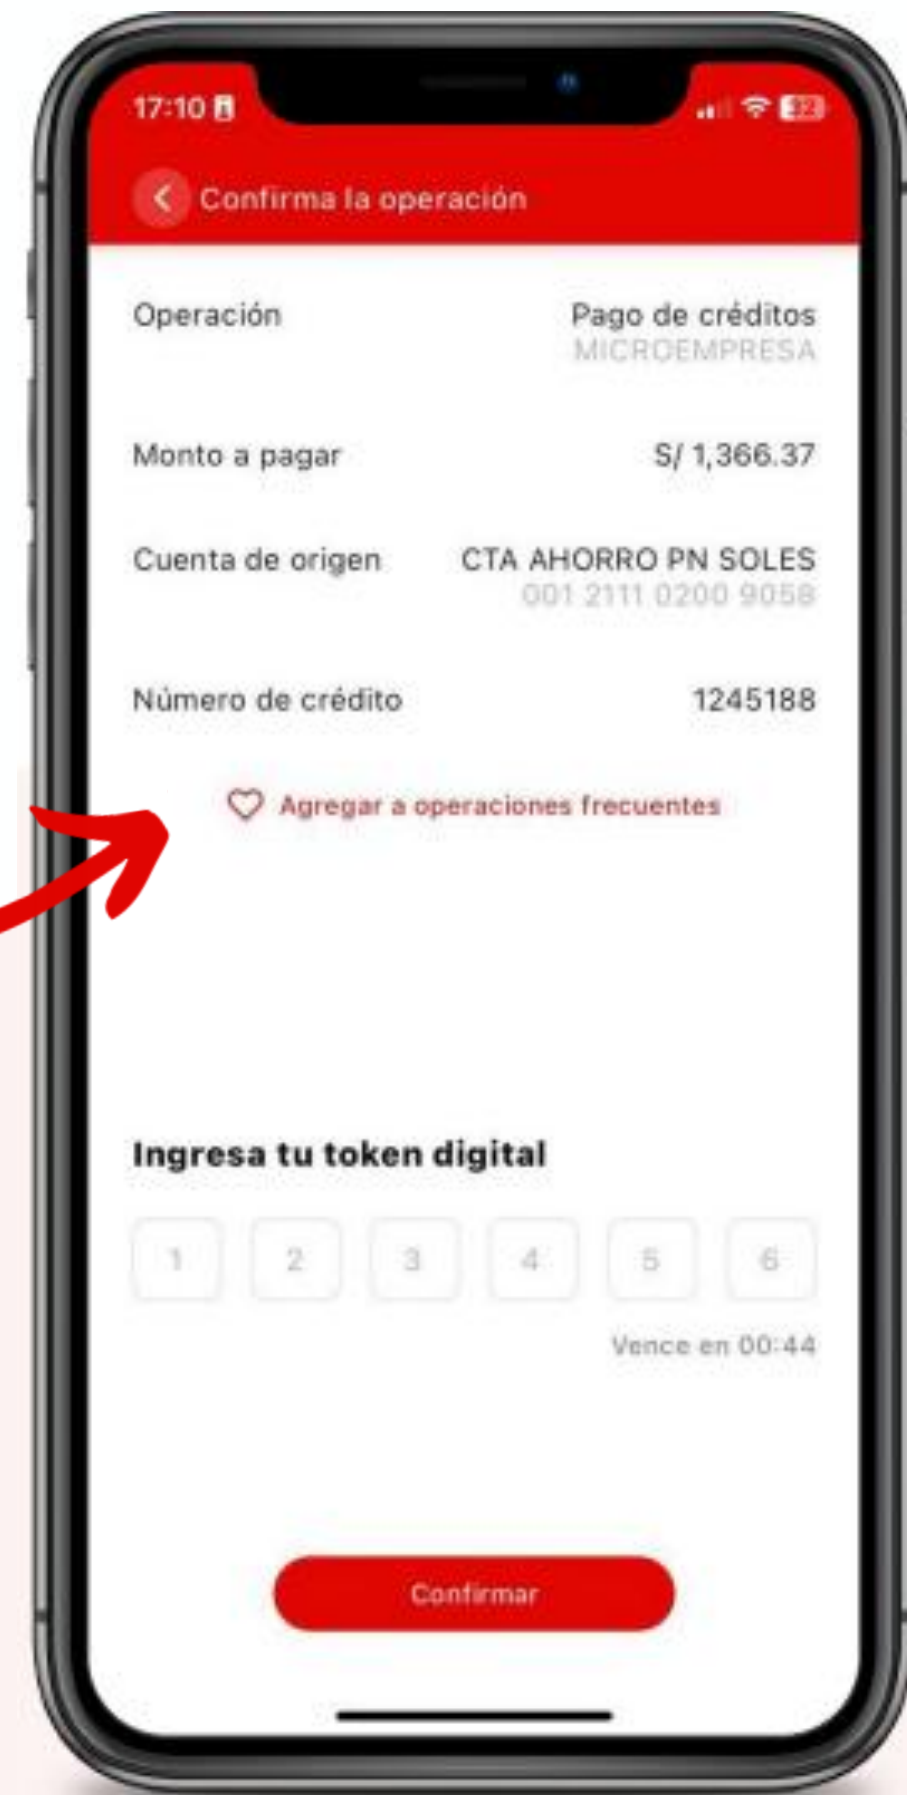 17:10
32
Confirma la operación
Operación
Pago de créditos
MICROEMPRESA
Monto a pagar
S/ 1,366.37
Cuenta de origen
CTA AHORRO PN SOLES
001 2111 0200 9058
Número de crédito
1245188
Agregar a operaciones frecuentes
Ingresa tu token digital
1 2 3 4 5 6
Vence en 00:44
Confirmar